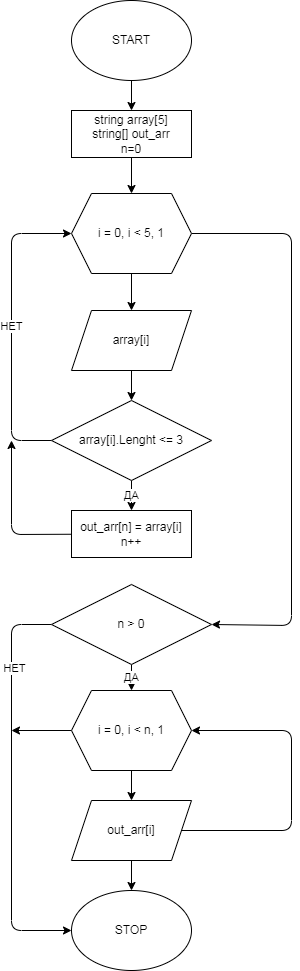 START
string array[5]
string[] out_arr
n=0
i = 0, i < 5, 1
array[i]
НЕТ
array[i].Lenght <= 3
ДА
out_arr[n] = array[i]
n++
n > 0
НЕТ
ДА
i = 0, i < n, 1
out_arr[i]
STOP